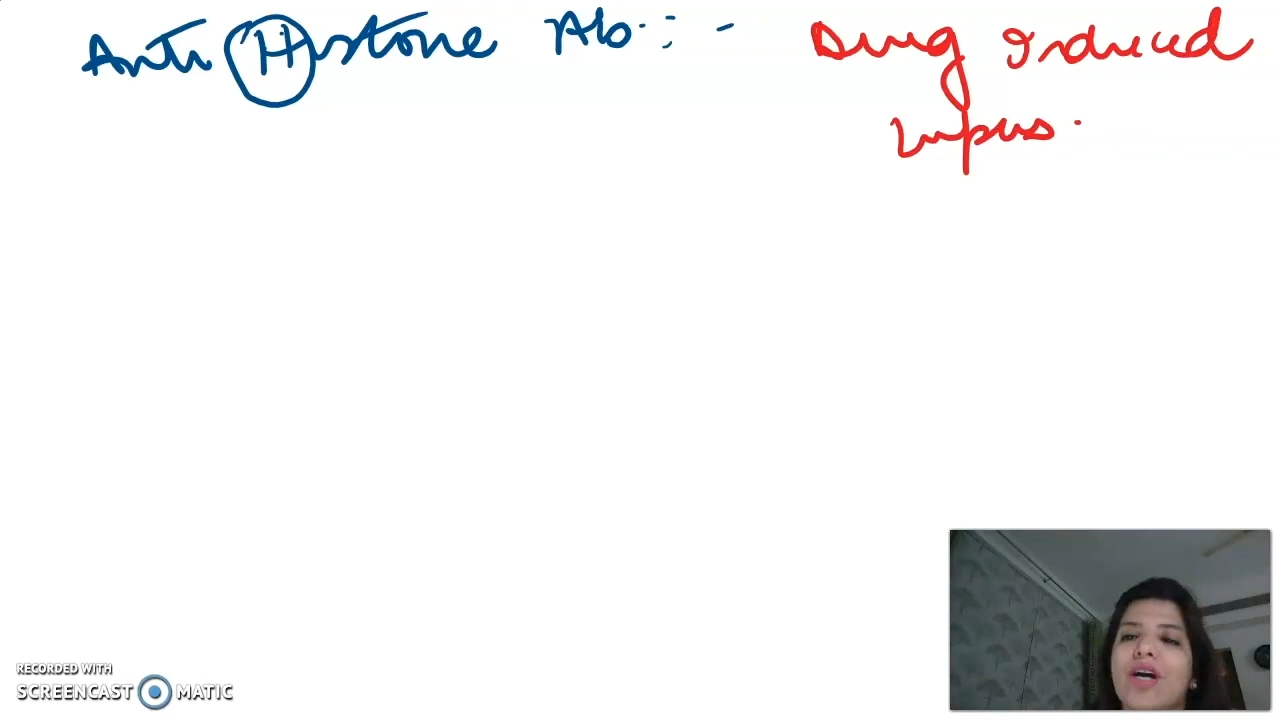 Anti Histone Ab. : - Drug Induced
Lupus.
RECORDED WITH
SCREENCAST MATIC